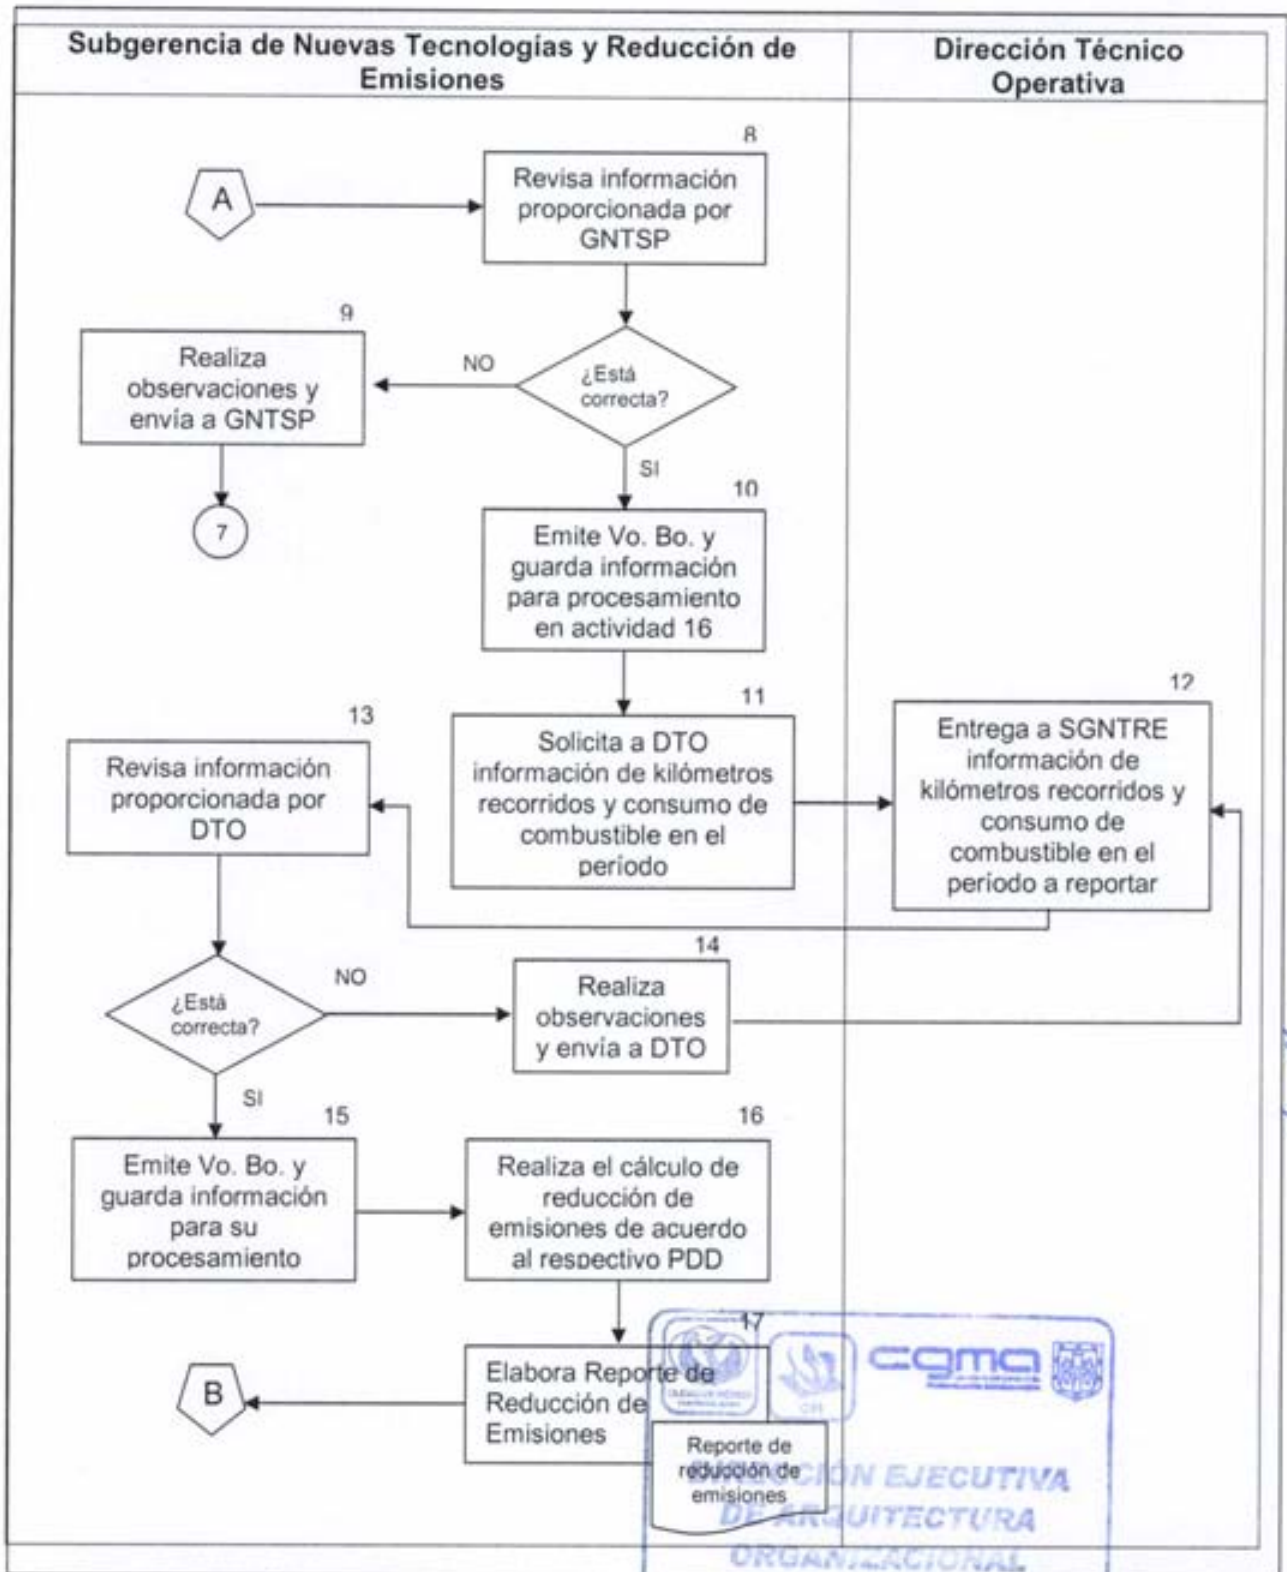 Subgerencia de Nuevas Tecnologías y Reducción de
Emisiones
Dirección Técnico
Operativa
8
A
Revisa información
proporcionada por
GNTSP
9
Realiza
observaciones y
envía a GNTSP
NO
¿Está
correcta?
SI
7
10
Emite Vo. Bo. y
guarda información
para procesamiento
en actividad 16
11
Solicita a DTO
información de kilómetros
recorridos y consumo de
combustible en el
período
12
Entrega a SGNTRE
información de
kilómetros recorridos y
consumo de
combustible en el
periodo a reportar
13
Revisa información
proporcionada por
DTO
¿Está
correcta?
NO
14
Realiza
observaciones
y envía a DTO
SI
15
Emite Vo. Bo. y
guarda información
para su
procesamiento
16
Realiza el cálculo de
reducción de
emisiones de acuerdo
al respectivo PDD
17
Elabora Reporte de
Reducción de
Emisiones
B
Reporte de
reducción de
emisiones
cgma
DIRECCIÓN EJECUTIVA
DE ARQUITECTURA
ORGANIZACIONAL